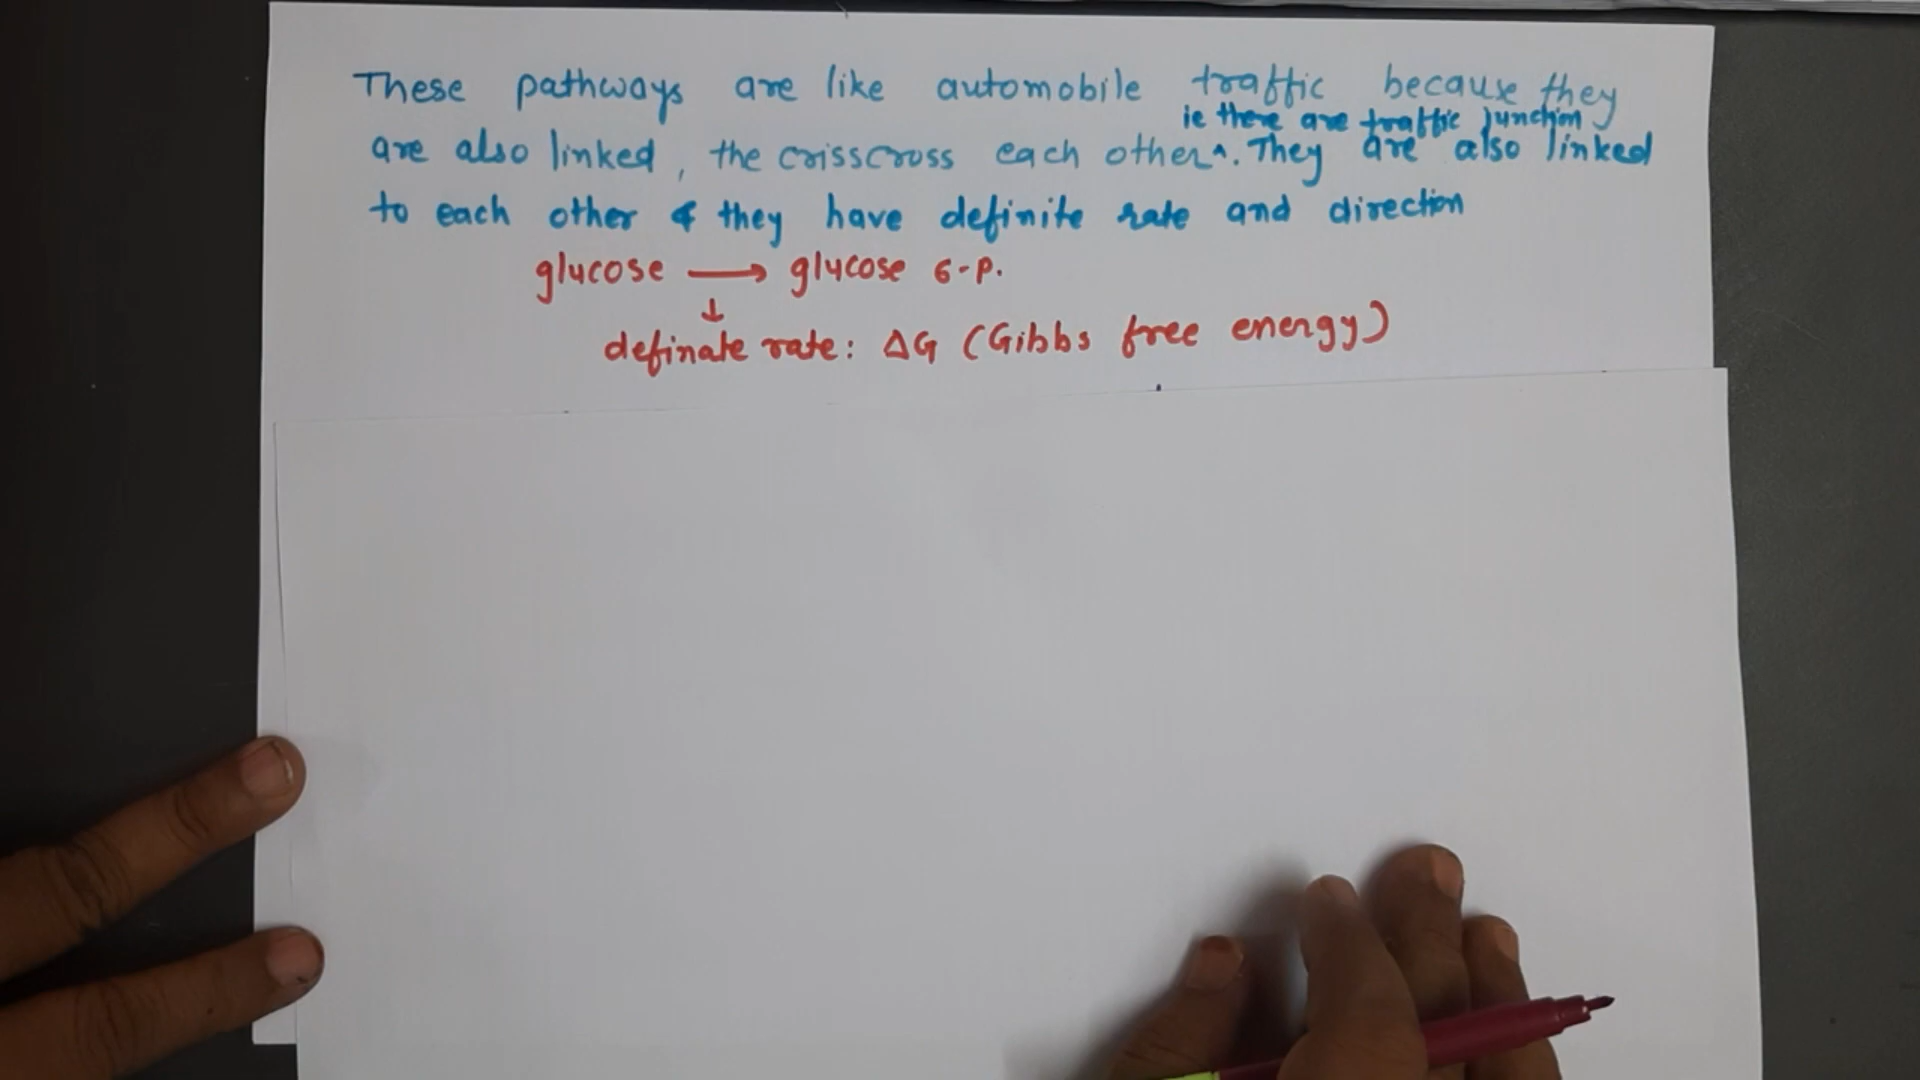 These pathways are like automobile traffic because they
ie there are traffic junction
are also linked, the crisscross each other ^. They are also linked
to each other & they have definite rate and direction
glucose ⟶ glucose 6-p.
↓
definate rate: ΔG (Gibbs free energy)